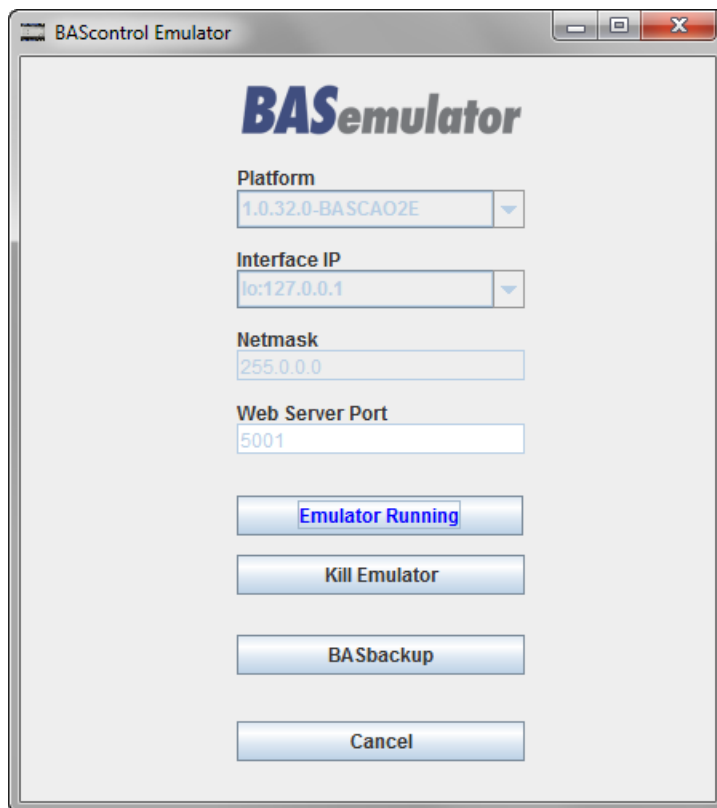 BAScontrol Emulator
BASemulator
Platform
1.0.32.0-BASCAO2E
Interface IP
lo:127.0.0.1
Netmask
255.0.0.0
Web Server Port
5001
Emulator Running
Kill Emulator
BASbackup
Cancel